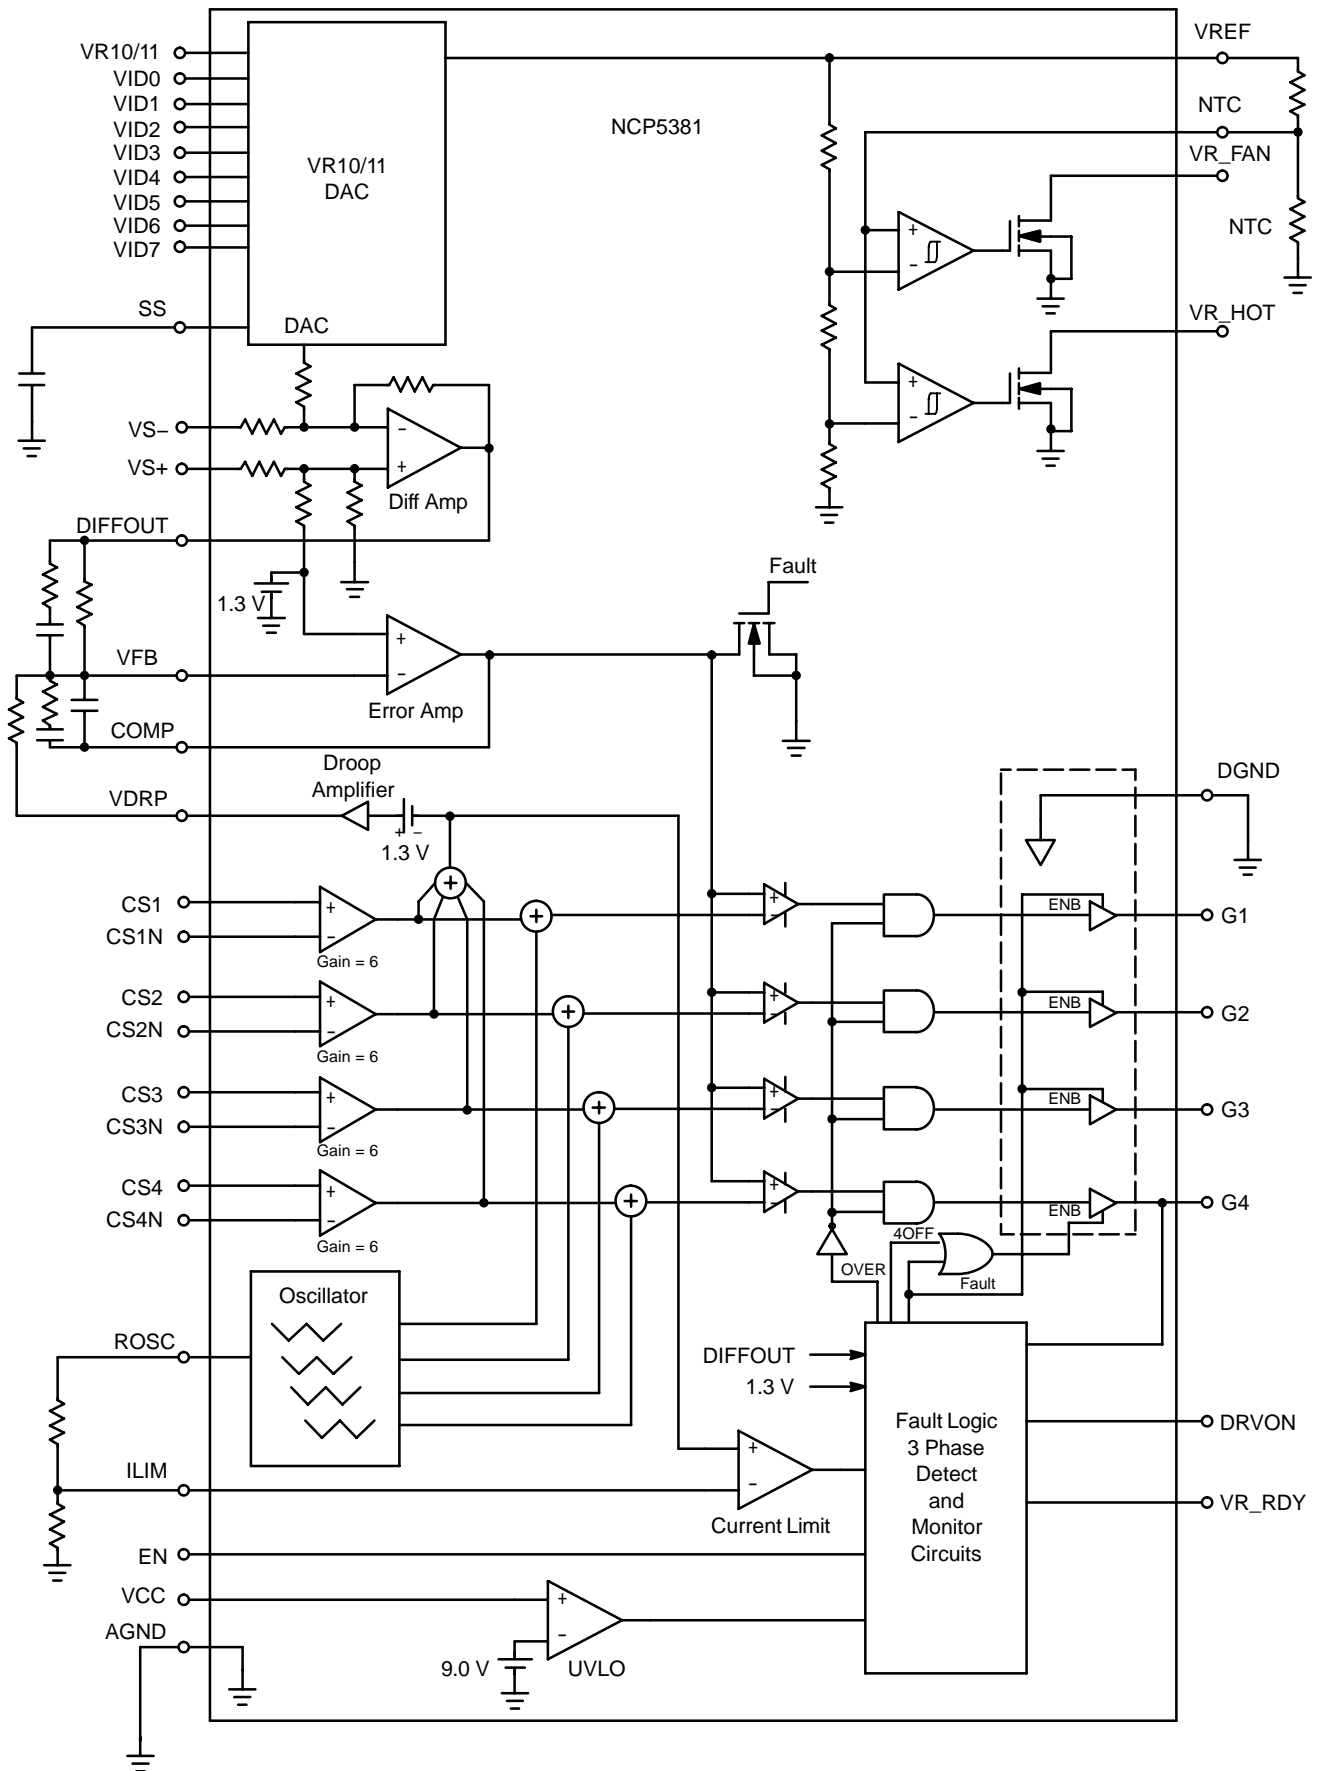 VREF
VR10/11
VID0
VID1
VID2
VID3
VID4
VID5
VID6
VID7
VR10/11
DAC
NCP5381
NTC
VR_FAN
NTC
+
−
SS
DAC
VR_HOT
+
−
VS−
VS+
−
+
Diff Amp
DIFFOUT
1.3 V
Fault
VFB
+
−
Error Amp
COMP
Droop
Amplifier
VDRP
+ −
1.3 V
DGND
+
CS1
CS1N
+
−
Gain = 6
+
+
−
ENB
G1
CS2
CS2N
+
−
Gain = 6
+
+
−
ENB
G2
CS3
CS3N
+
−
Gain = 6
+
+
−
ENB
G3
CS4
CS4N
+
−
Gain = 6
+
+
−
ENB
G4
4OFF
OVER
Fault
Oscillator
ROSC
DIFFOUT
1.3 V
Fault Logic
3 Phase
Detect
and
Monitor
Circuits
DRVON
ILIM
+
−
Current Limit
VR_RDY
EN
VCC
+
−
AGND
9.0 V
UVLO